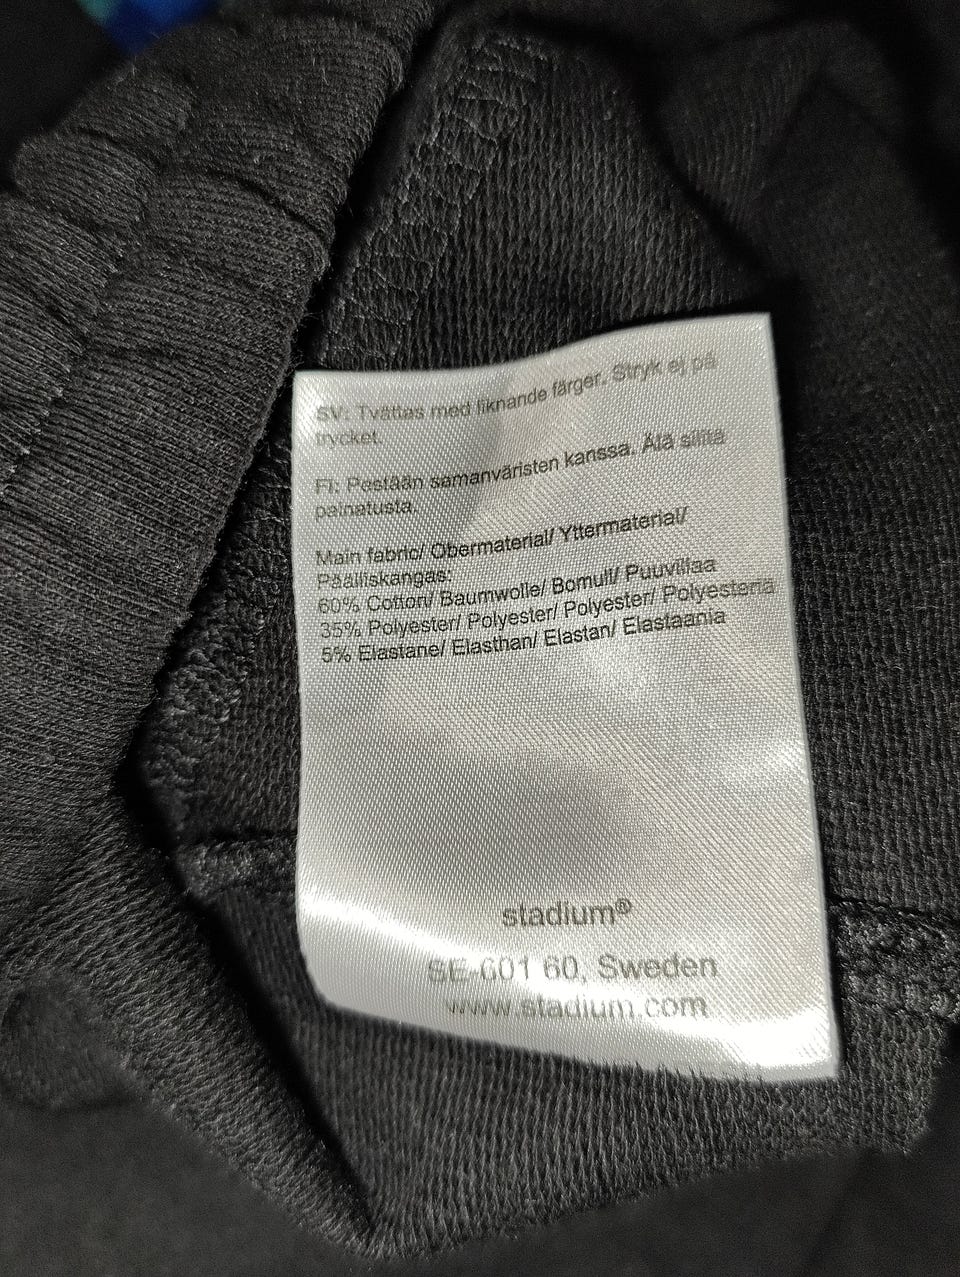 SV: Tvättas med liknande färger. Stryk ej på
trycket.
FI: Pestään samanväristen kanssa. Älä silitä
painatusta.
Main fabric/ Obermaterial/ Yttermaterial/
Päälliskangas:
60% Cotton/ Baumwolle/ Bomull/ Puuvillaa
35% Polyester/ Polyester/ Polyester/ Polyesteria
5% Elastane/ Elasthan/ Elastan/ Elastaania
stadium®
SE-601 60, Sweden
www.stadium.com